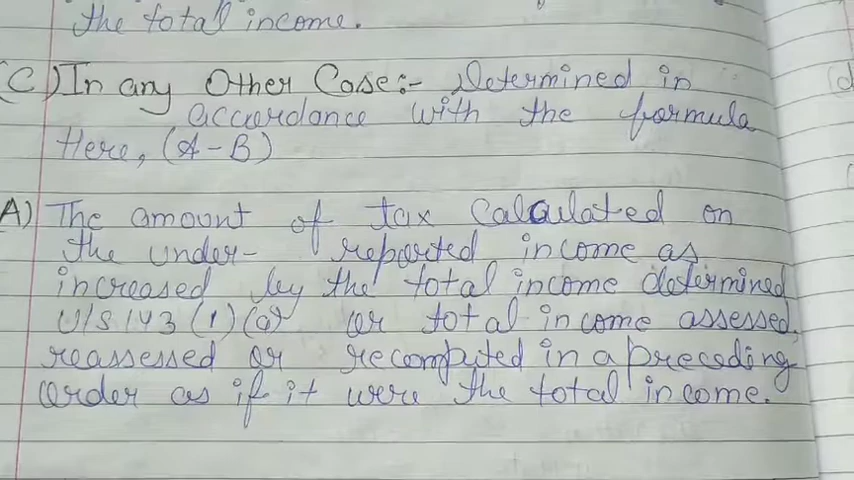 the total income.
(C) In any Other Case:- Determined in
accordance with the formula
Here, (A-B)
A) The amount of tax Calculated on
the under- reported income as
increased by the total income determined
U/S 143 (1) (a) or total income assessed,
reassessed or recomputed in a preceding
order as if it were the total income.
(d